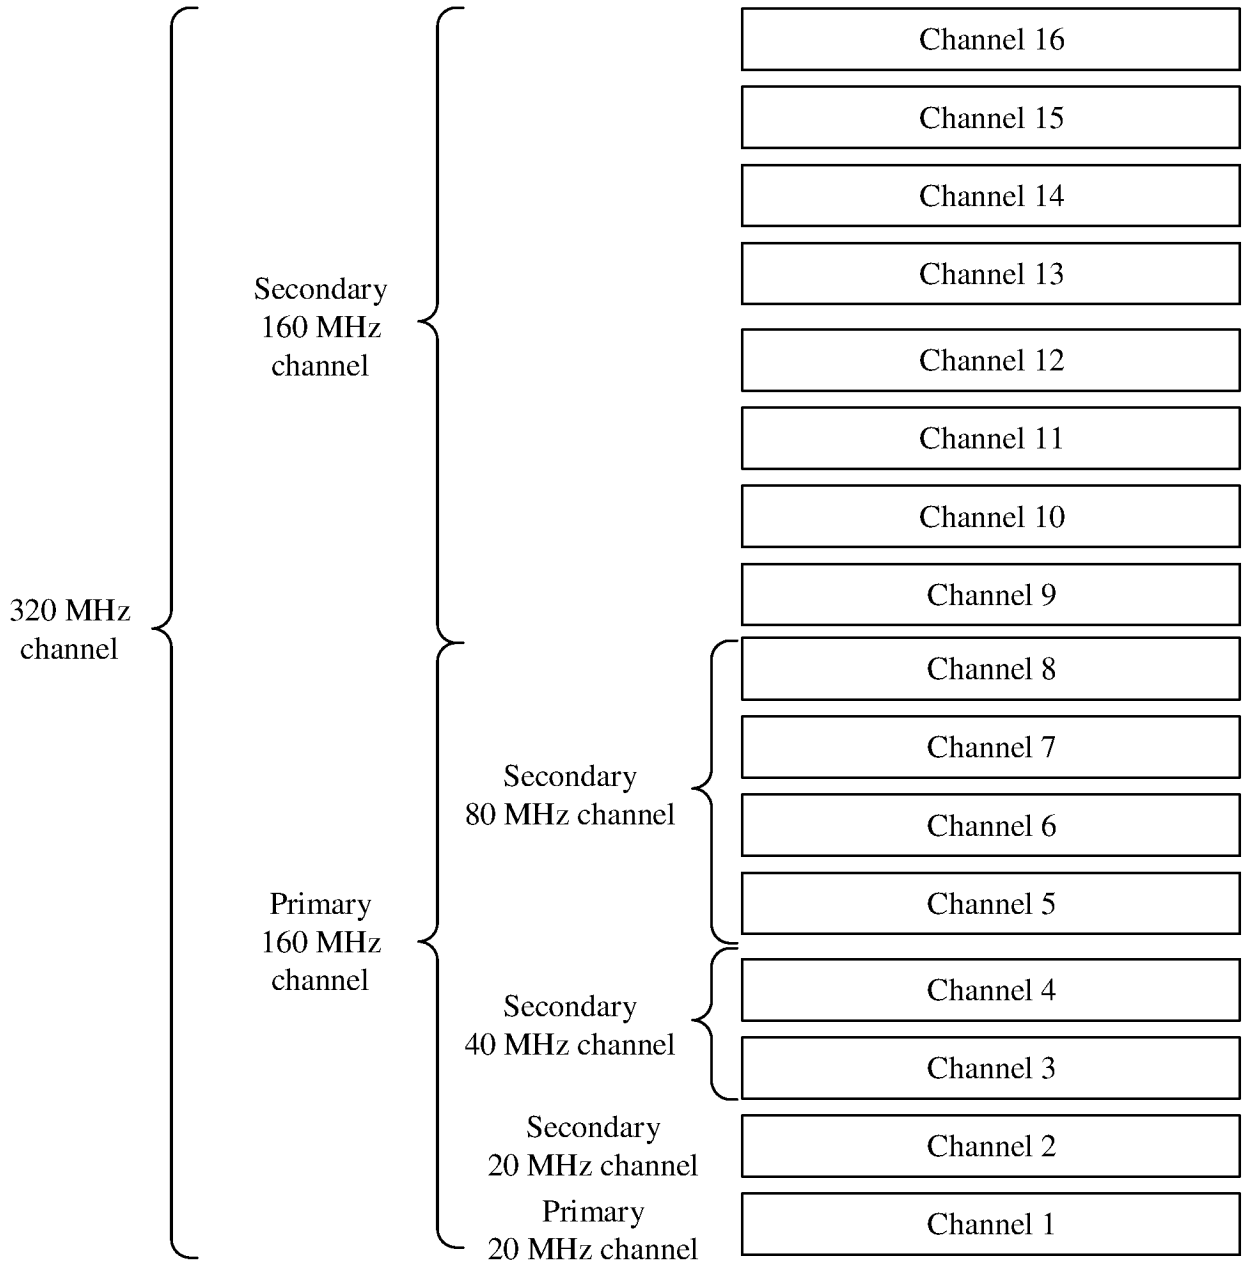 320 MHz
channel
Secondary
160 MHz
channel
Primary
160 MHz
channel
Secondary
80 MHz channel
Secondary
40 MHz channel
Secondary
20 MHz channel
Primary
20 MHz channel
Channel 16
Channel 15
Channel 14
Channel 13
Channel 12
Channel 11
Channel 10
Channel 9
Channel 8
Channel 7
Channel 6
Channel 5
Channel 4
Channel 3
Channel 2
Channel 1